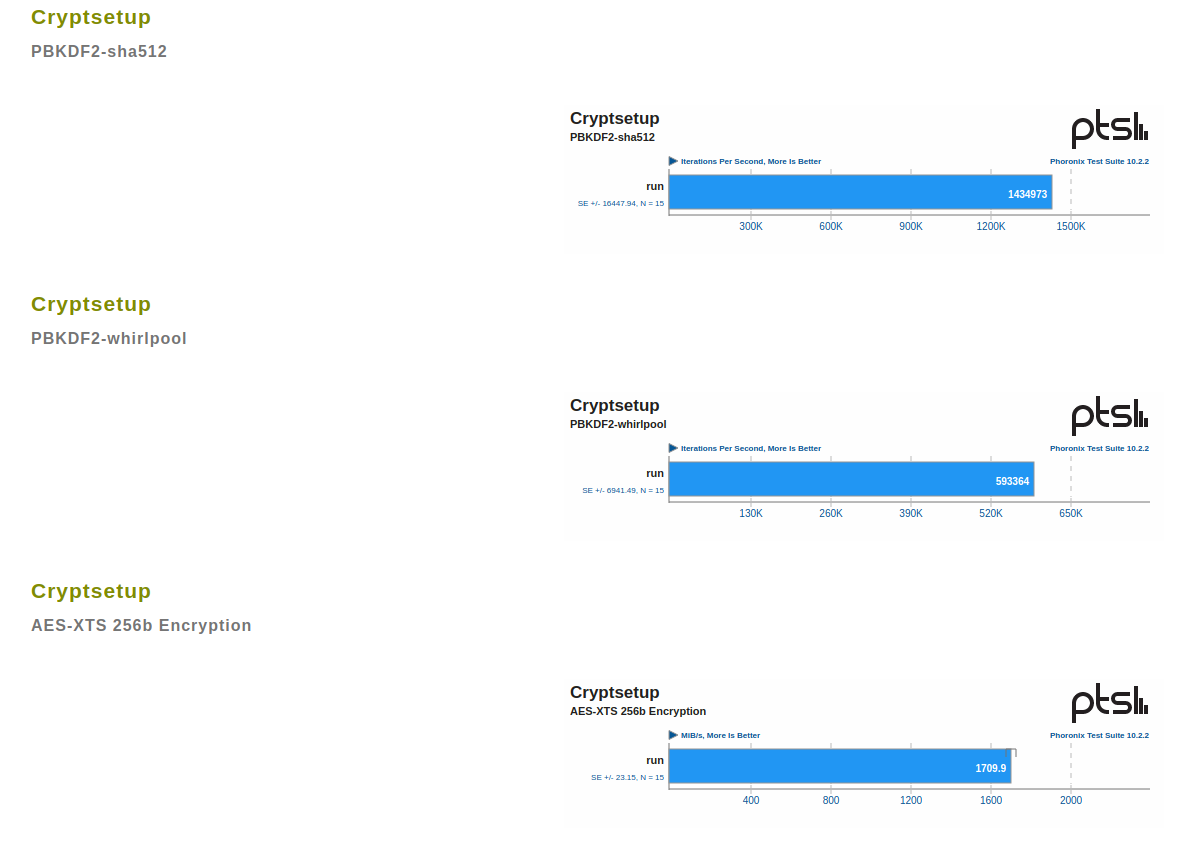 Cryptsetup
PBKDF2-sha512
Cryptsetup
PBKDF2-sha512
ptsl
Iterations Per Second, More Is Better
Phoronix Test Suite 10.2.2
run
1434973
SE +/- 16447.94, N = 15
300K 600K 900K 1200K 1500K
Cryptsetup
PBKDF2-whirlpool
Cryptsetup
PBKDF2-whirlpool
ptsl
Iterations Per Second, More Is Better
Phoronix Test Suite 10.2.2
run
593364
SE +/- 6941.49, N = 15
130K 260K 390K 520K 650K
Cryptsetup
AES-XTS 256b Encryption
Cryptsetup
AES-XTS 256b Encryption
ptsl
MiB/s, More Is Better
Phoronix Test Suite 10.2.2
run
1709.9
SE +/- 23.15, N = 15
400 800 1200 1600 2000